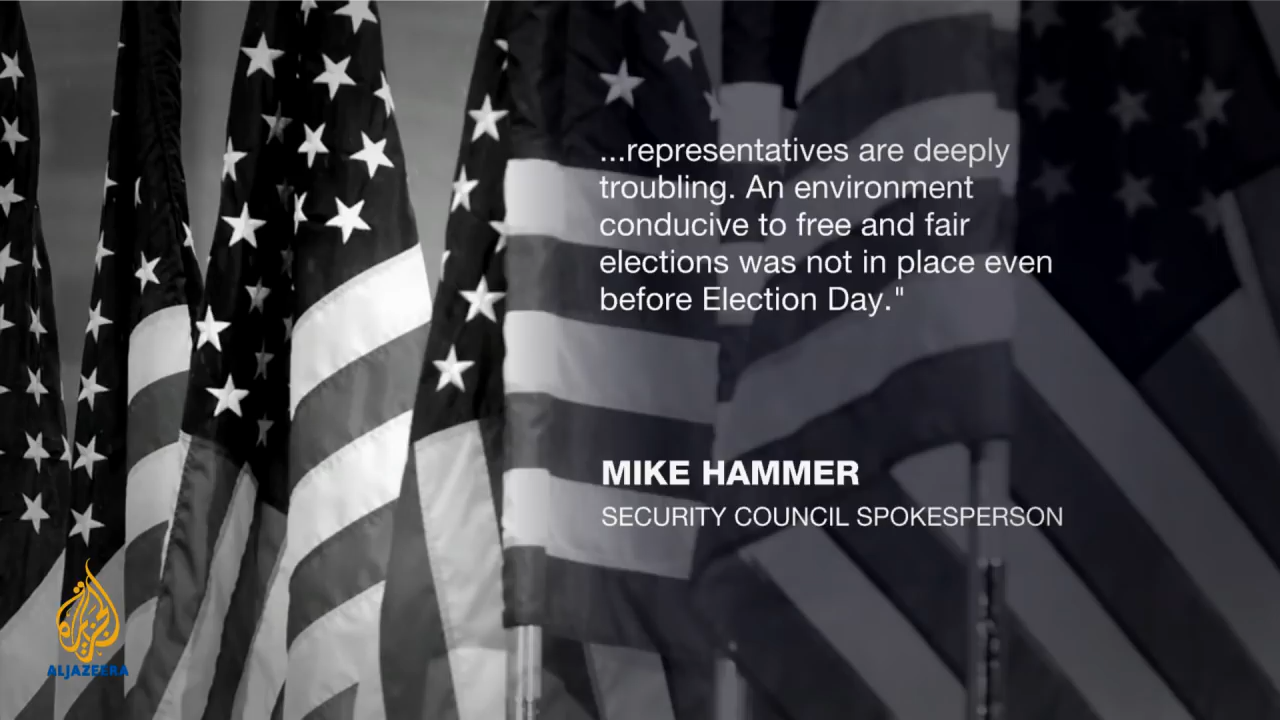 ...representatives are deeply
troubling. An environment
conducive to free and fair
elections was not in place even
before Election Day."
MIKE HAMMER
SECURITY COUNCIL SPOKESPERSON
الجزيرة
ALJAZEERA